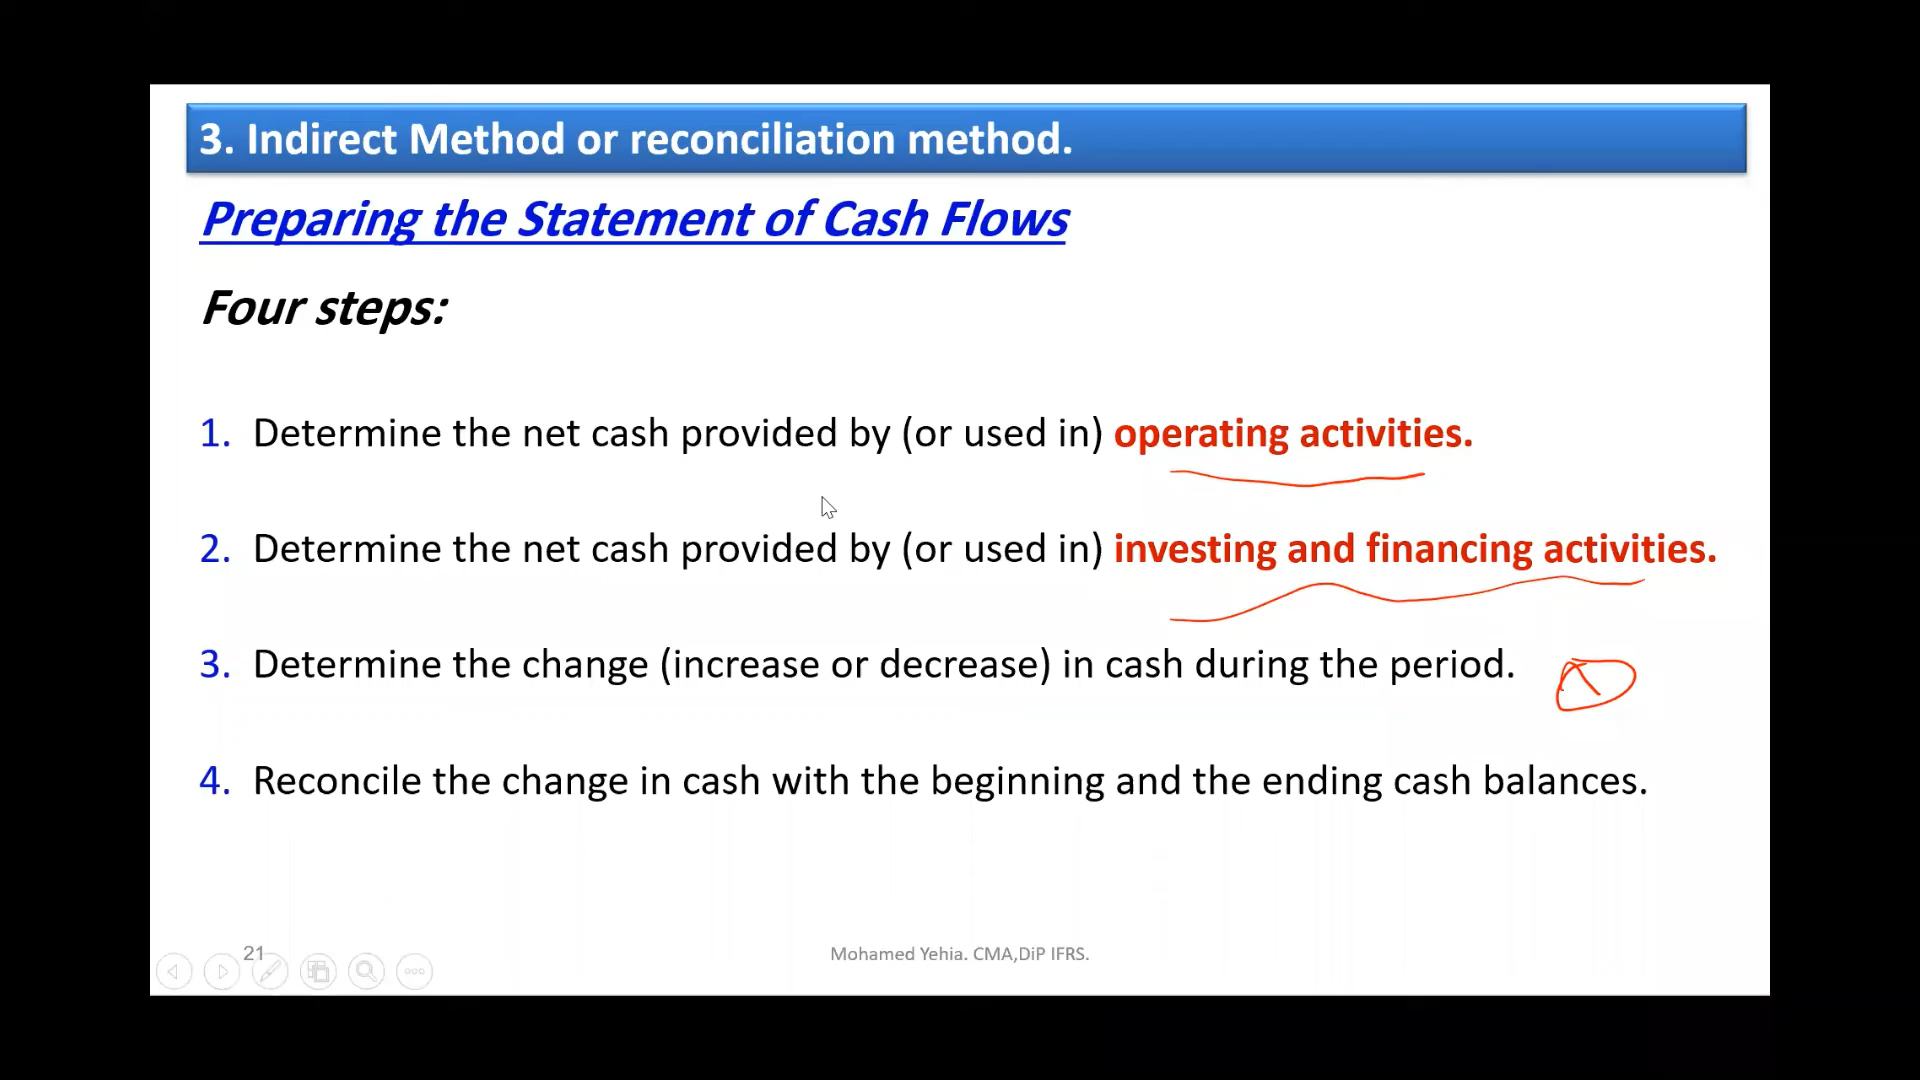 3. Indirect Method or reconciliation method.
Preparing the Statement of Cash Flows
Four steps:
1. Determine the net cash provided by (or used in) operating activities.
2. Determine the net cash provided by (or used in) investing and financing activities.
3. Determine the change (increase or decrease) in cash during the period.
4. Reconcile the change in cash with the beginning and the ending cash balances.
21
Mohamed Yehia. CMA,DiP IFRS.